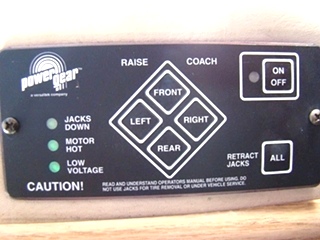 RAISE COACH
power gear
ON
OFF
FRONT
LEFT
RIGHT
REAR
JACKS
DOWN
MOTOR
HOT
LOW
VOLTAGE
RETRACT
JACKS
ALL
CAUTION!
READ AND UNDERSTAND OPERATORS MANUAL BEFORE USING. DO
NOT USE JACKS FOR TIRE REMOVAL OR UNDER VEHICLE SERVICE.